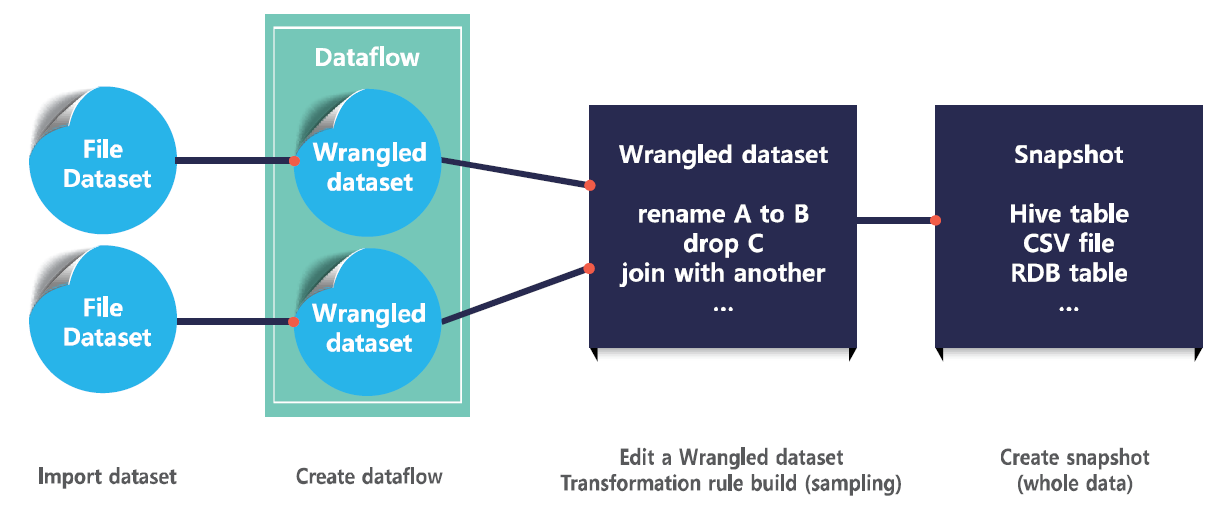 Dataflow
File
Dataset
Wrangled
dataset
File
Dataset
Wrangled
dataset
Wrangled dataset
rename A to B
drop C
join with another
...
Snapshot
Hive table
CSV file
RDB table
...
Import dataset
Create dataflow
Edit a Wrangled dataset
Transformation rule build (sampling)
Create snapshot
(whole data)